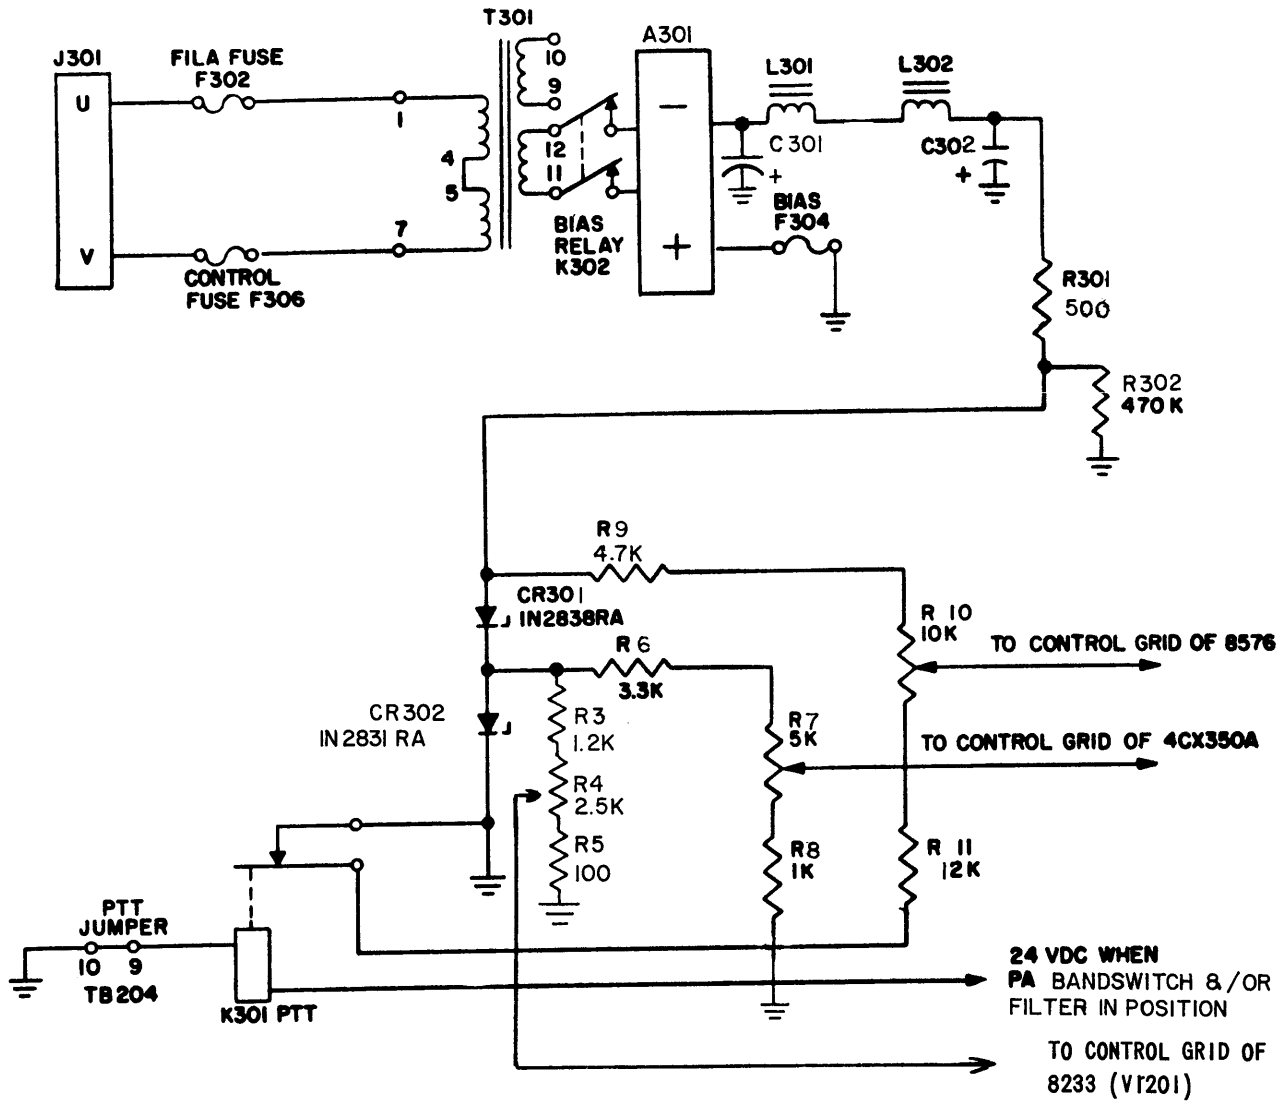 J301
U
V
FILA FUSE
F302
CONTROL
FUSE F306
1
7
4
5
T301
10
9
12
11
BIAS
RELAY
K302
A301
−
+
L301
C301
+
L302
C302
+
BIAS
F304
R301
500
R302
470K
R9
4.7K
CR301
IN2838RA
R6
3.3K
R 10
10K
TO CONTROL GRID OF 8576
CR302
IN2831 RA
R3
1.2K
R4
2.5K
R5
100
R7
5K
TO CONTROL GRID OF 4CX350A
R8
1K
R 11
12K
PTT
JUMPER
10 9
TB204
K301 PTT
24 VDC WHEN
PA BANDSWITCH &/OR
FILTER IN POSITION
TO CONTROL GRID OF
8233 (V1201)